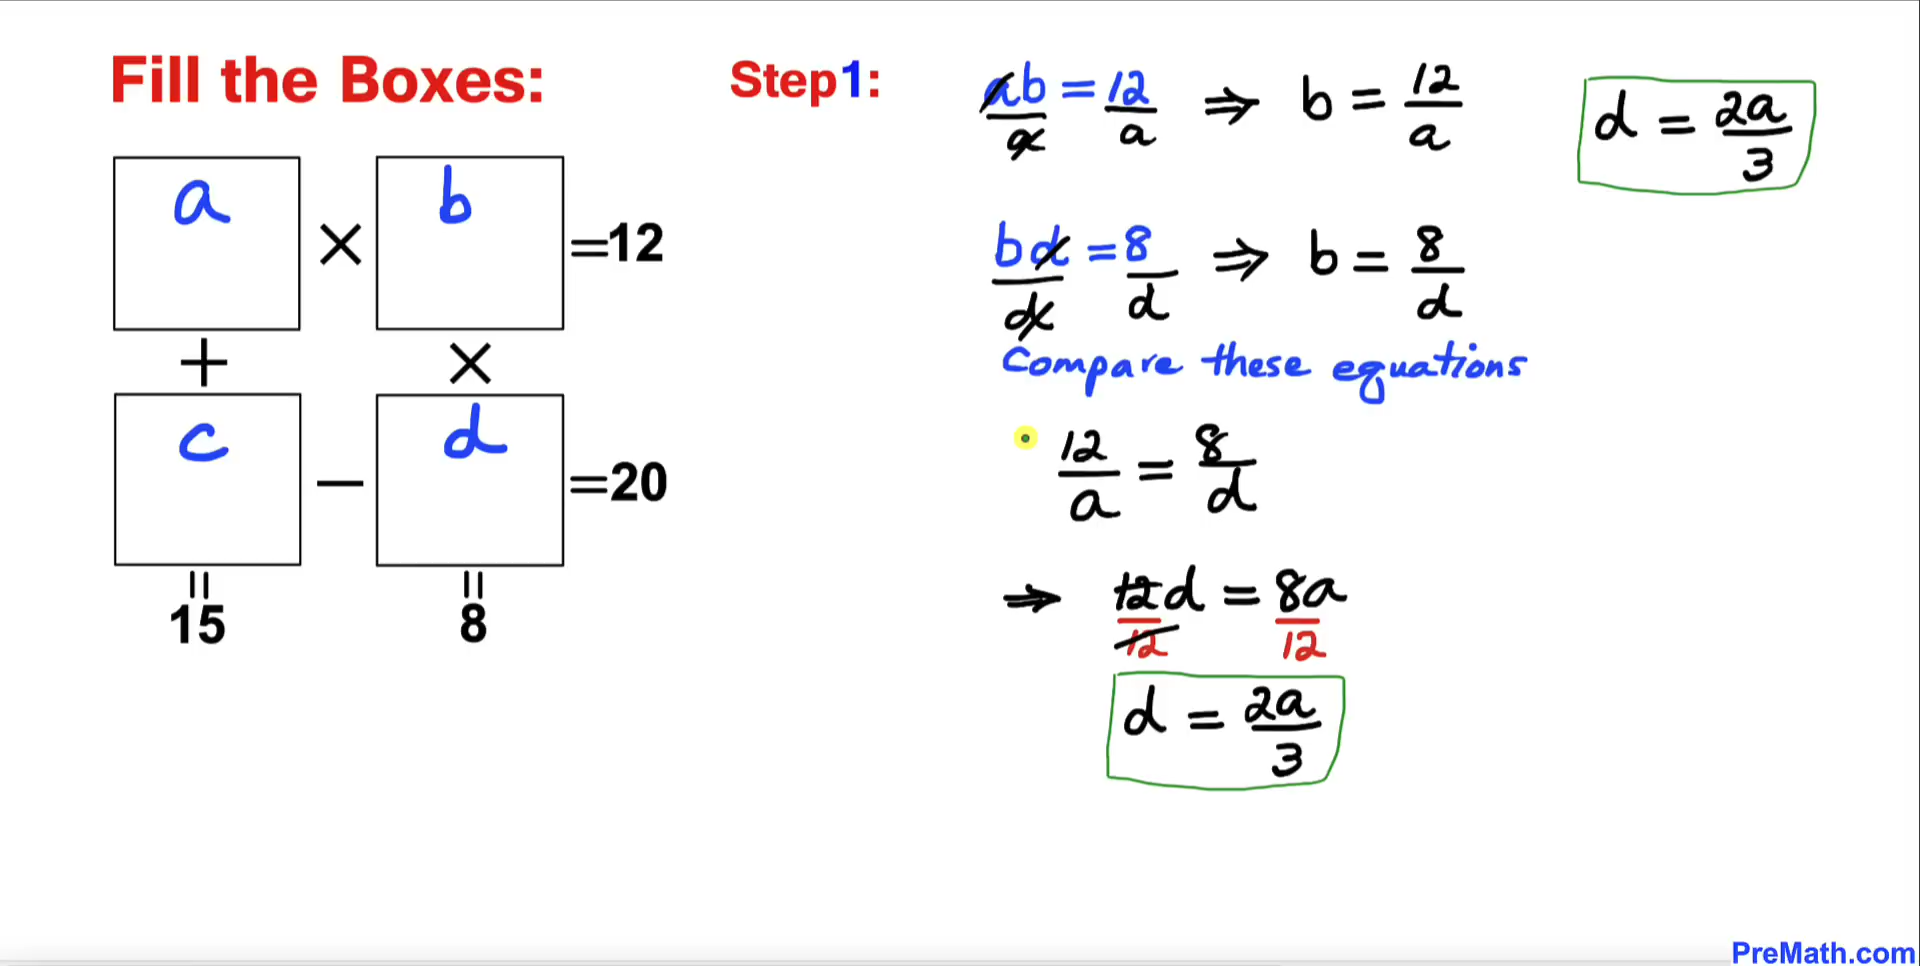 Fill the Boxes:
a × b =12
+ ×
c − d =20
= =
15 8
Step1:
ab/a = 12/a ⇒ b = 12/a
bd/d = 8/d ⇒ b = 8/d
Compare these equations
12/a = 8/d
⇒ 12d/12 = 8a/12
d = 2a/3
d = 2a/3
PreMath.com